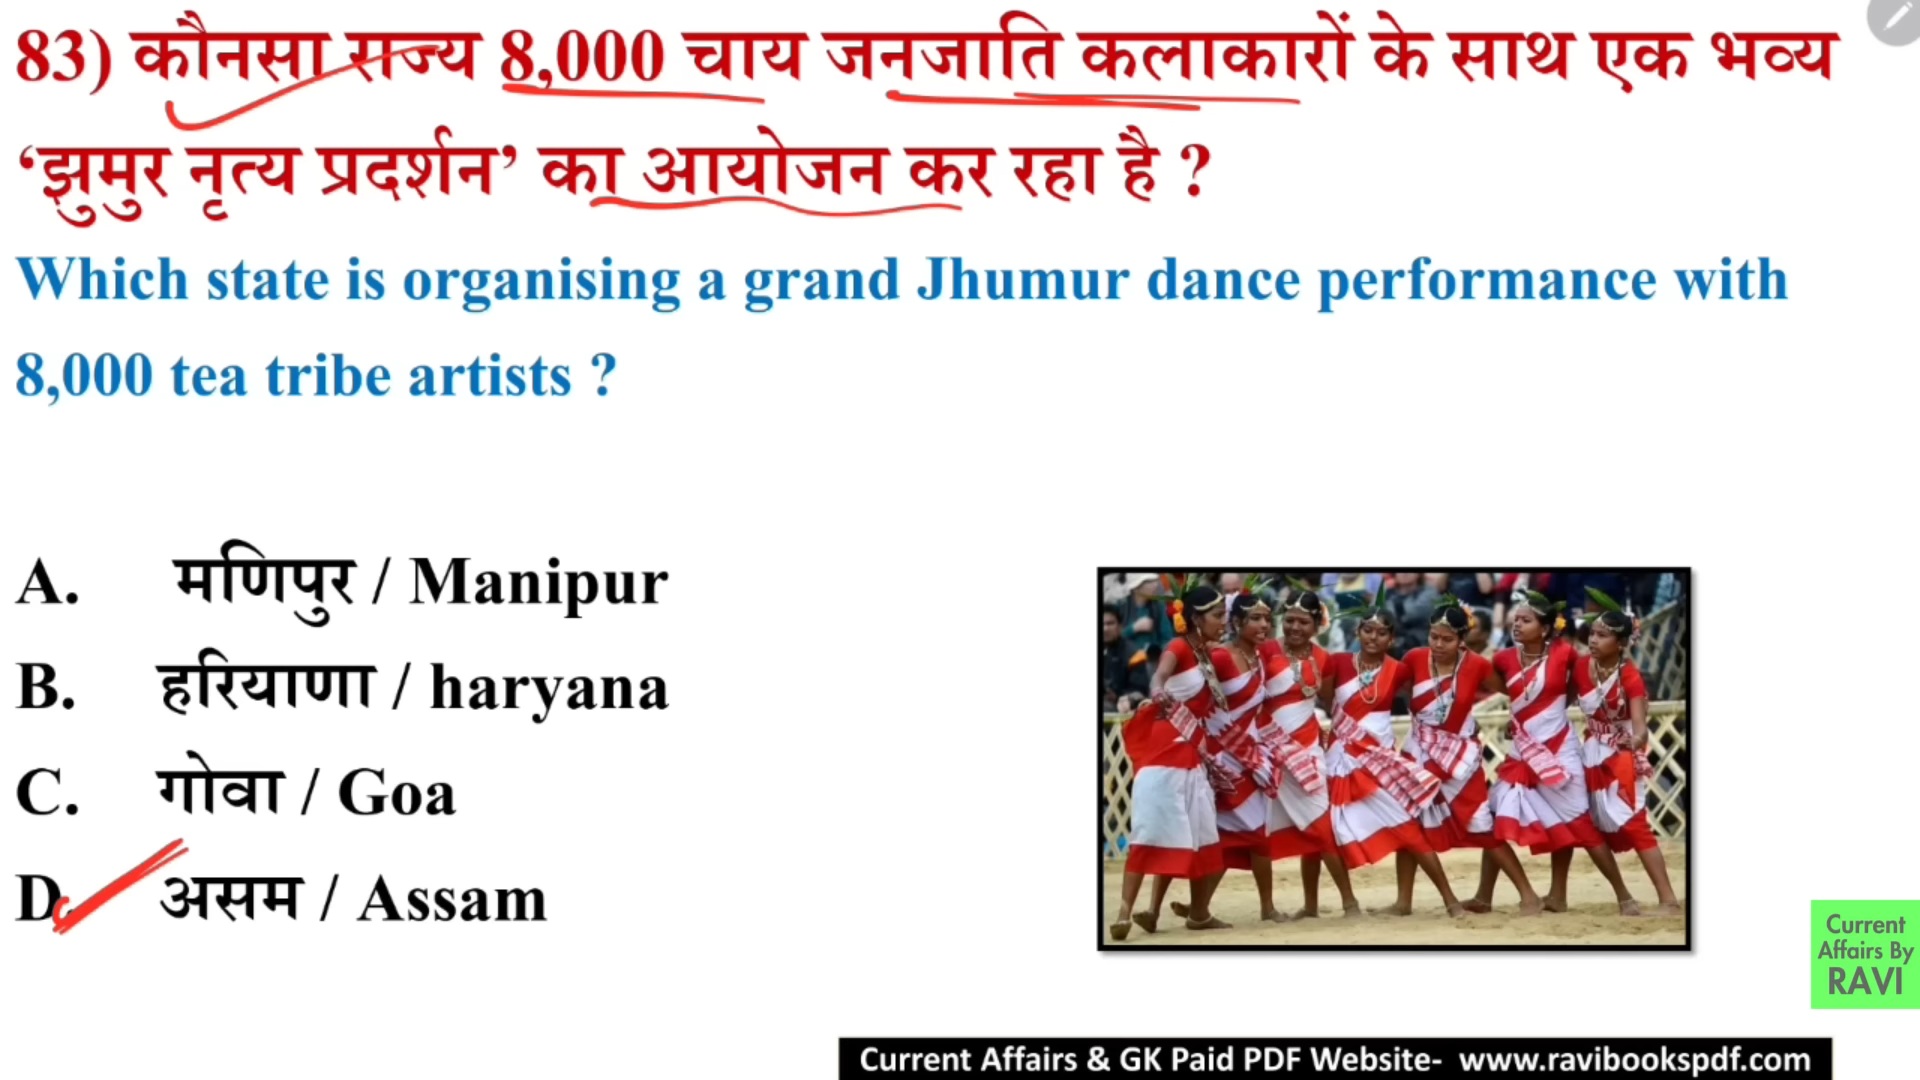 83) कौनसा राज्य 8,000 चाय जनजाति कलाकारों के साथ एक भव्य
‘झुमुर नृत्य प्रदर्शन’ का आयोजन कर रहा है ?
Which state is organising a grand Jhumur dance performance with
8,000 tea tribe artists ?
A. मणिपुर / Manipur
B. हरियाणा / haryana
C. गोवा / Goa
D. असम / Assam
Current
Affairs By
RAVI
Current Affairs & GK Paid PDF Website- www.ravibookspdf.com